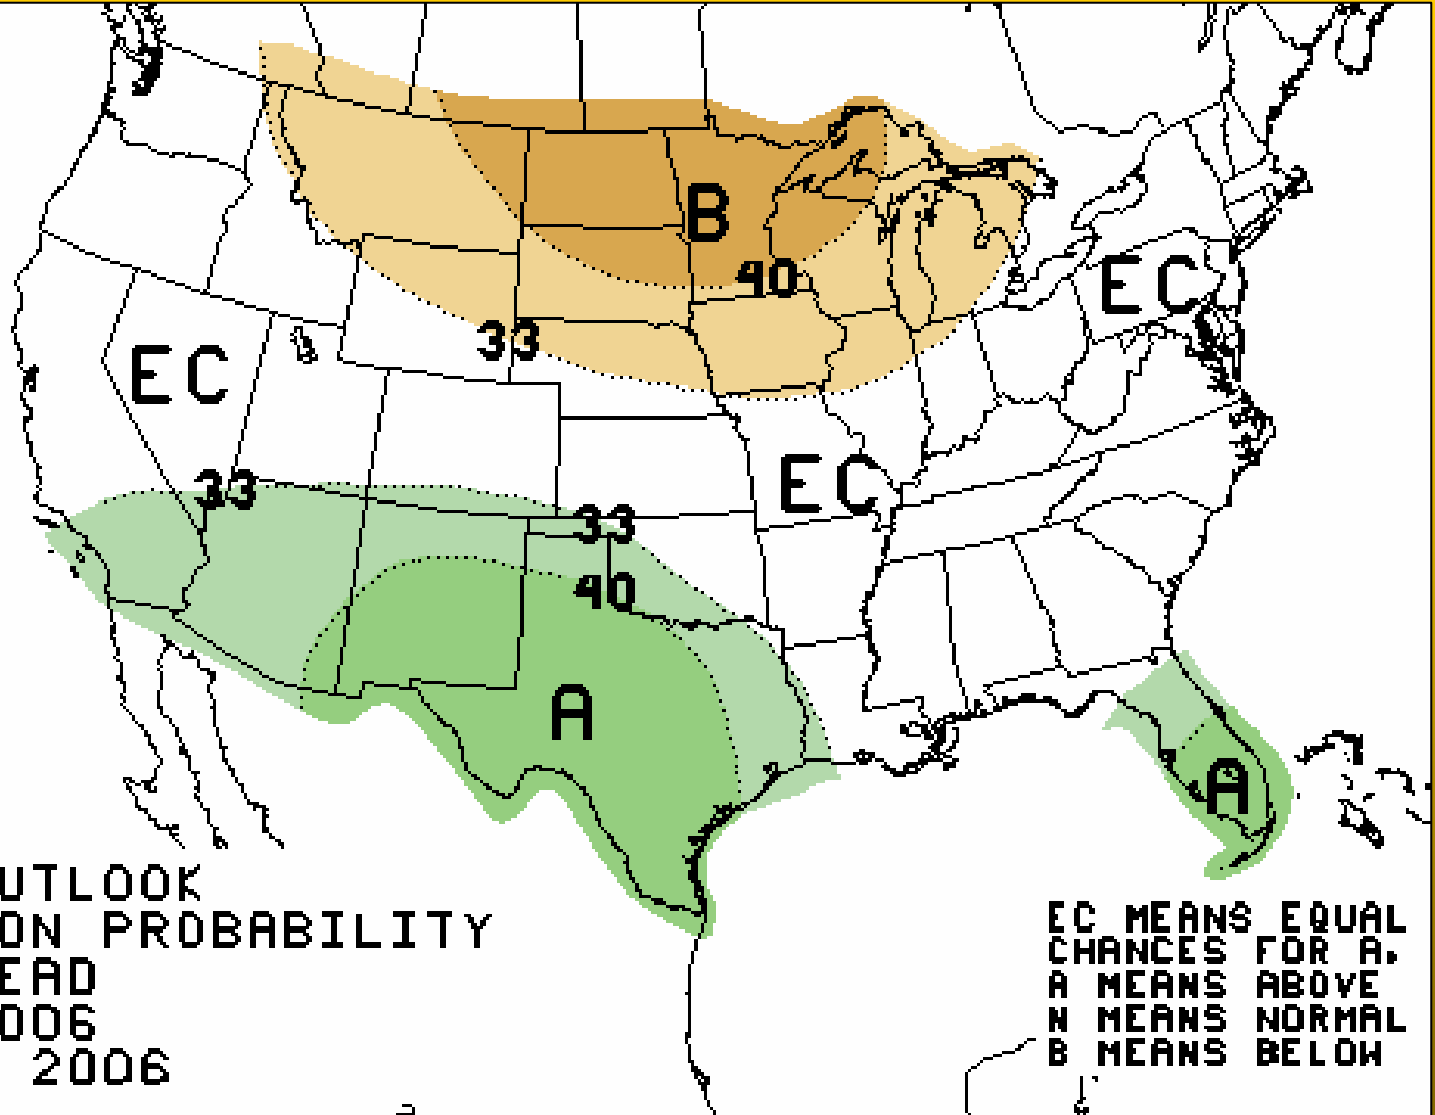 B
40
EC
33
EC
EC
33
33
40
A
A
UTLOOK
ON PROBABILITY
EAD
006
2006
EC MEANS EQUAL
CHANCES FOR A.
A MEANS ABOVE
N MEANS NORMAL
B MEANS BELOW